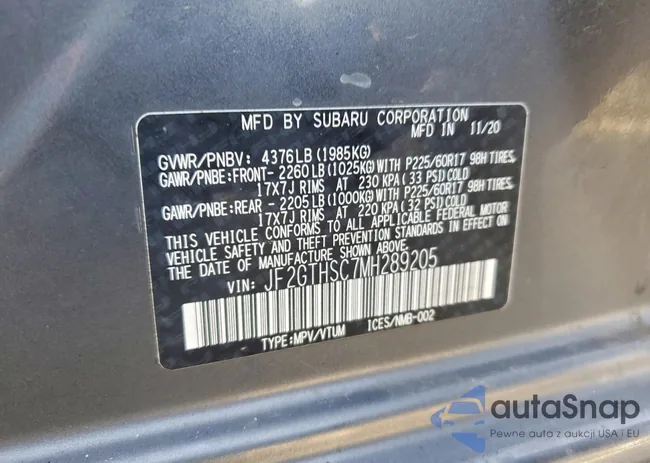 MFD BY SUBARU CORPORATION
MFD IN 11/20
GVWR/PNBV: 4376LB(1985KG)
GAWR/PNBE:FRONT-2260LB(1025KG)WITH P225/60R17 98H TIRES,
17x7J RIMS AT 230 KPA(33 PSI)COLD
GAWR/PNBE:REAR -2205LB(1000KG)WITH P225/60R17 98H TIRES,
17x7J RIMS AT 220 KPA(32 PSI)COLD
THIS VEHICLE CONFORMS TO ALL APPLICABLE FEDERAL MOTOR
VEHICLE SAFETY AND THEFT PREVENTION STANDARDS IN EFFECT ON
THE DATE OF MANUFACTURE SHOWN ABOVE.
VIN: JF2GTHSC7MH289205
TYPE:MPV/VTUM ICES/NMB-002
autoSnap
Pewne auto z aukcji USA i EU